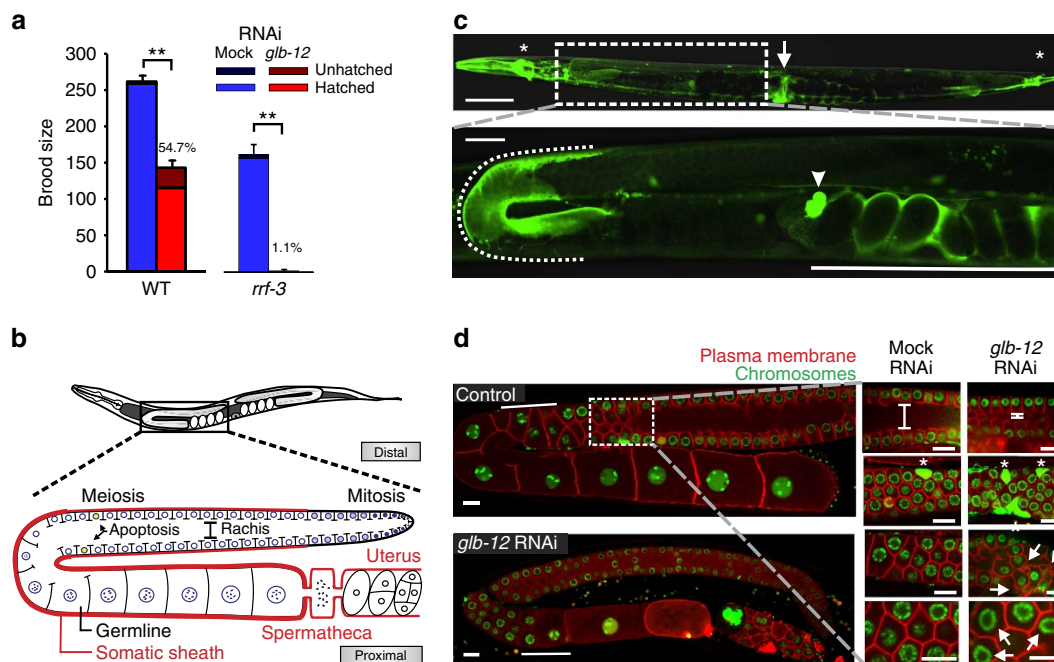 a
RNAi
Mock glb-12
Unhatched
Hatched
300
250
200
150
100
50
0
Brood size
**
54.7%
**
1.1%
WT
rrf-3
b
Distal
Meiosis
Mitosis
Apoptosis
Rachis
Uterus
Germline
Spermatheca
Somatic sheath
Proximal
c
*
*
d
Plasma membrane
Chromosomes
Mock RNAi
glb-12 RNAi
Control
*
* *
glb-12 RNAi